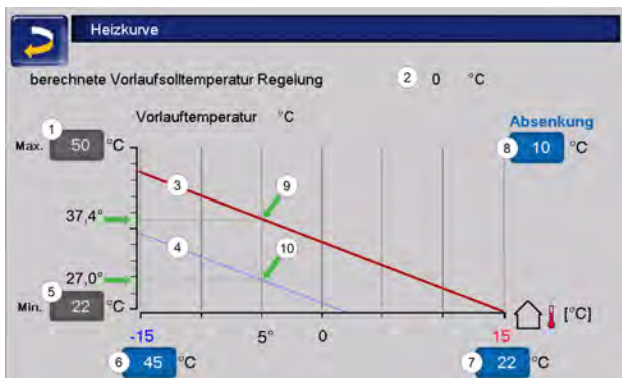 Heizkurve
berechnete Vorlaufsolltemperatur Regelung 2 0 °C
Vorlauftemperatur °C
Absenkung
1
Max. 50 °C
8 10 °C
3
9
37,4°
4
10
27,0°
5
Min. 22 °C
[°C]
-15 5° 0 15
6 45 °C
7 22 °C